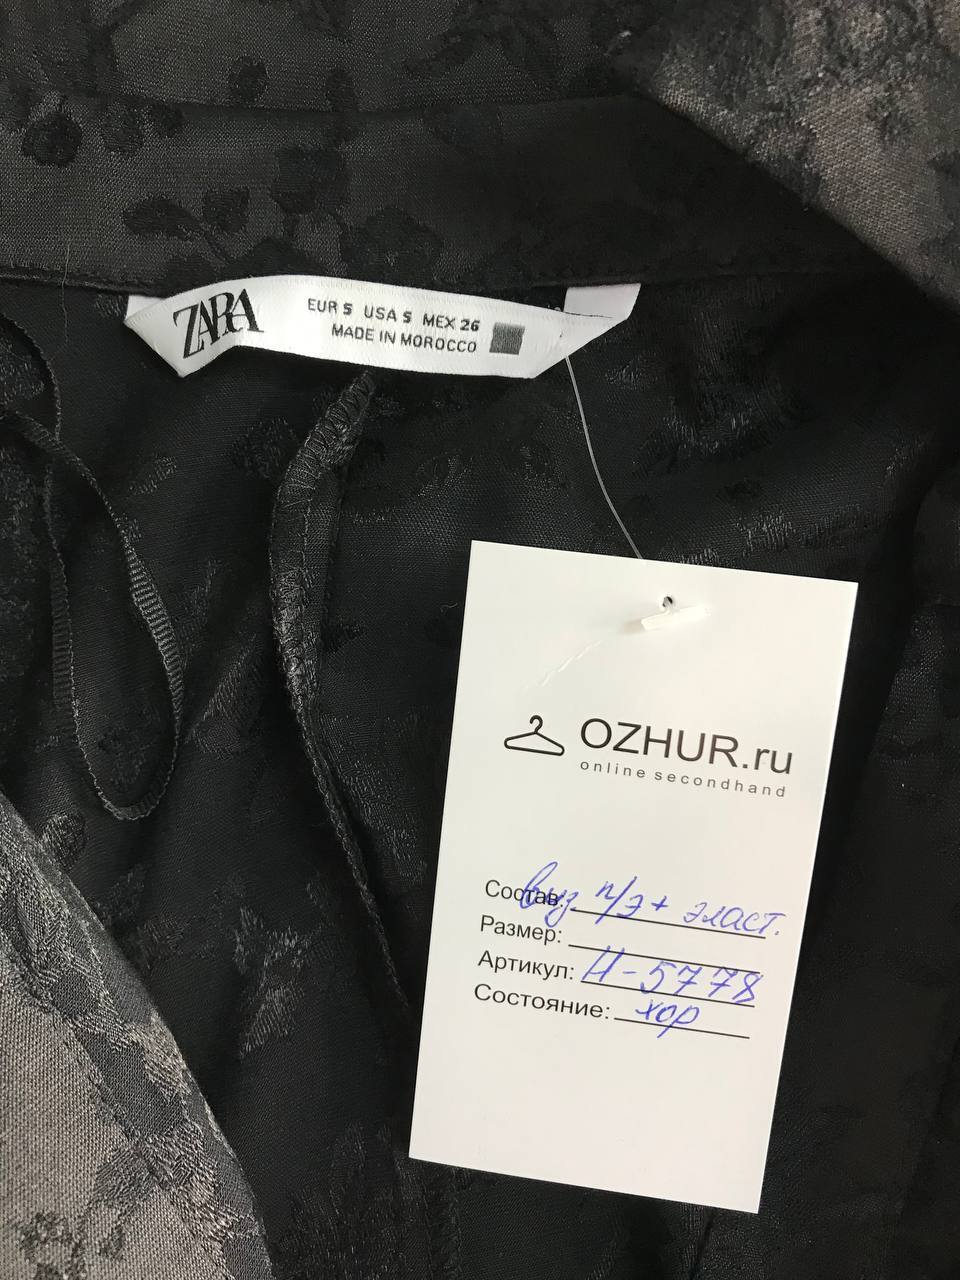 ZARA
EUR S USA S MEX 26
MADE IN MOROCCO
OZHUR.ru
online secondhand
Состав: виз п/э + эласт.
Размер:
Артикул: Н-5778
Состояние: хор